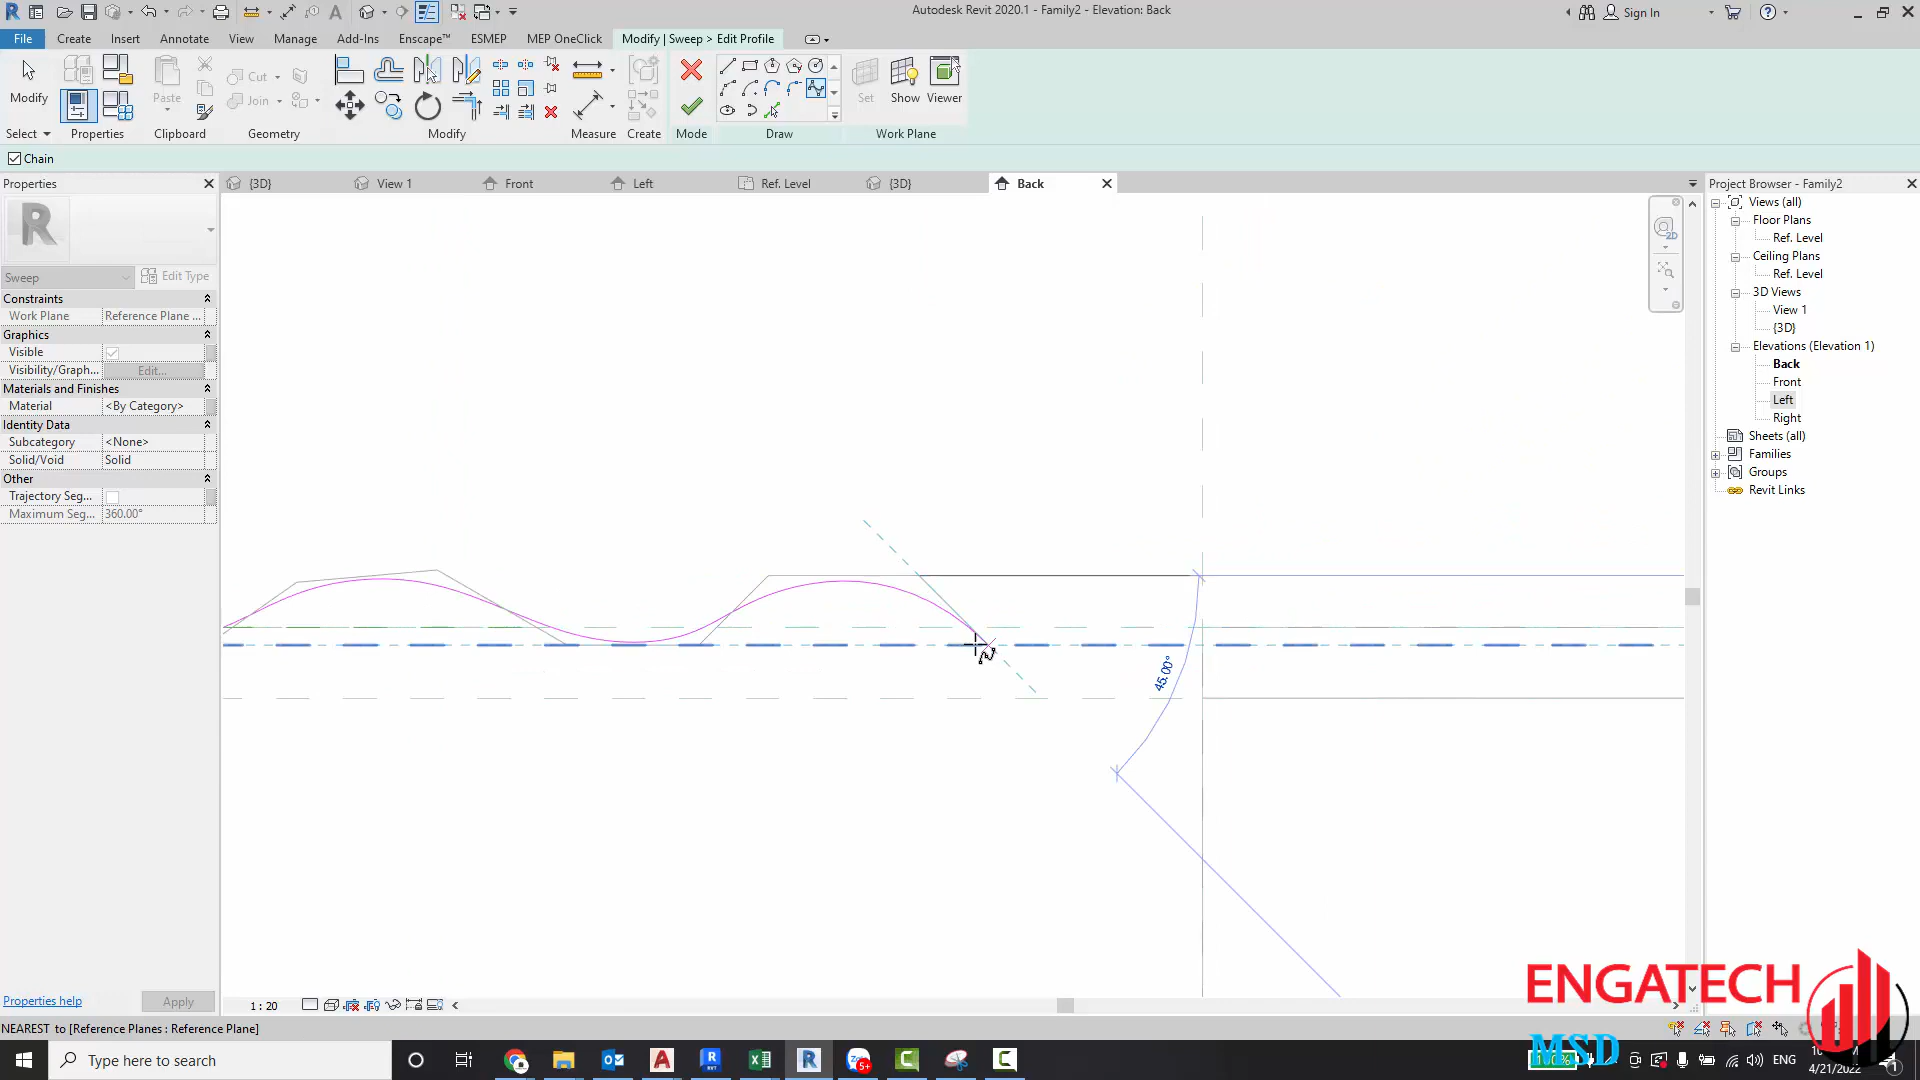 Autodesk Revit 2020.1 - Family2 - Elevation: Back
Sign In
File Create Insert Annotate View Manage Add-Ins Enscape™ ESMEP MEP OneClick Modify | Sweep > Edit Profile
Modify
Paste
Cut
Join
Set Show Viewer
Select Properties Clipboard Geometry Modify Measure Create Mode Draw Work Plane
Chain
Properties
{3D} View 1 Front Left Ref. Level {3D} Back
Project Browser - Family2
Sweep
Edit Type
Constraints
Work Plane Reference Plane ...
Graphics
Visible
Visibility/Graph... Edit...
Materials and Finishes
Material <By Category>
Identity Data
Subcategory <None>
Solid/Void Solid
Other
Trajectory Seg...
Maximum Seg... 360.00°
Views (all)
Floor Plans
Ref. Level
Ceiling Plans
Ref. Level
3D Views
View 1
{3D}
Elevations (Elevation 1)
Back
Front
Left
Right
Sheets (all)
Families
Groups
Revit Links
2D
45.00°
Properties help
Apply
1 : 20
NEAREST to [Reference Planes : Reference Plane]
ENGATECH
MSD
Type here to search
ENG
4/21/2022